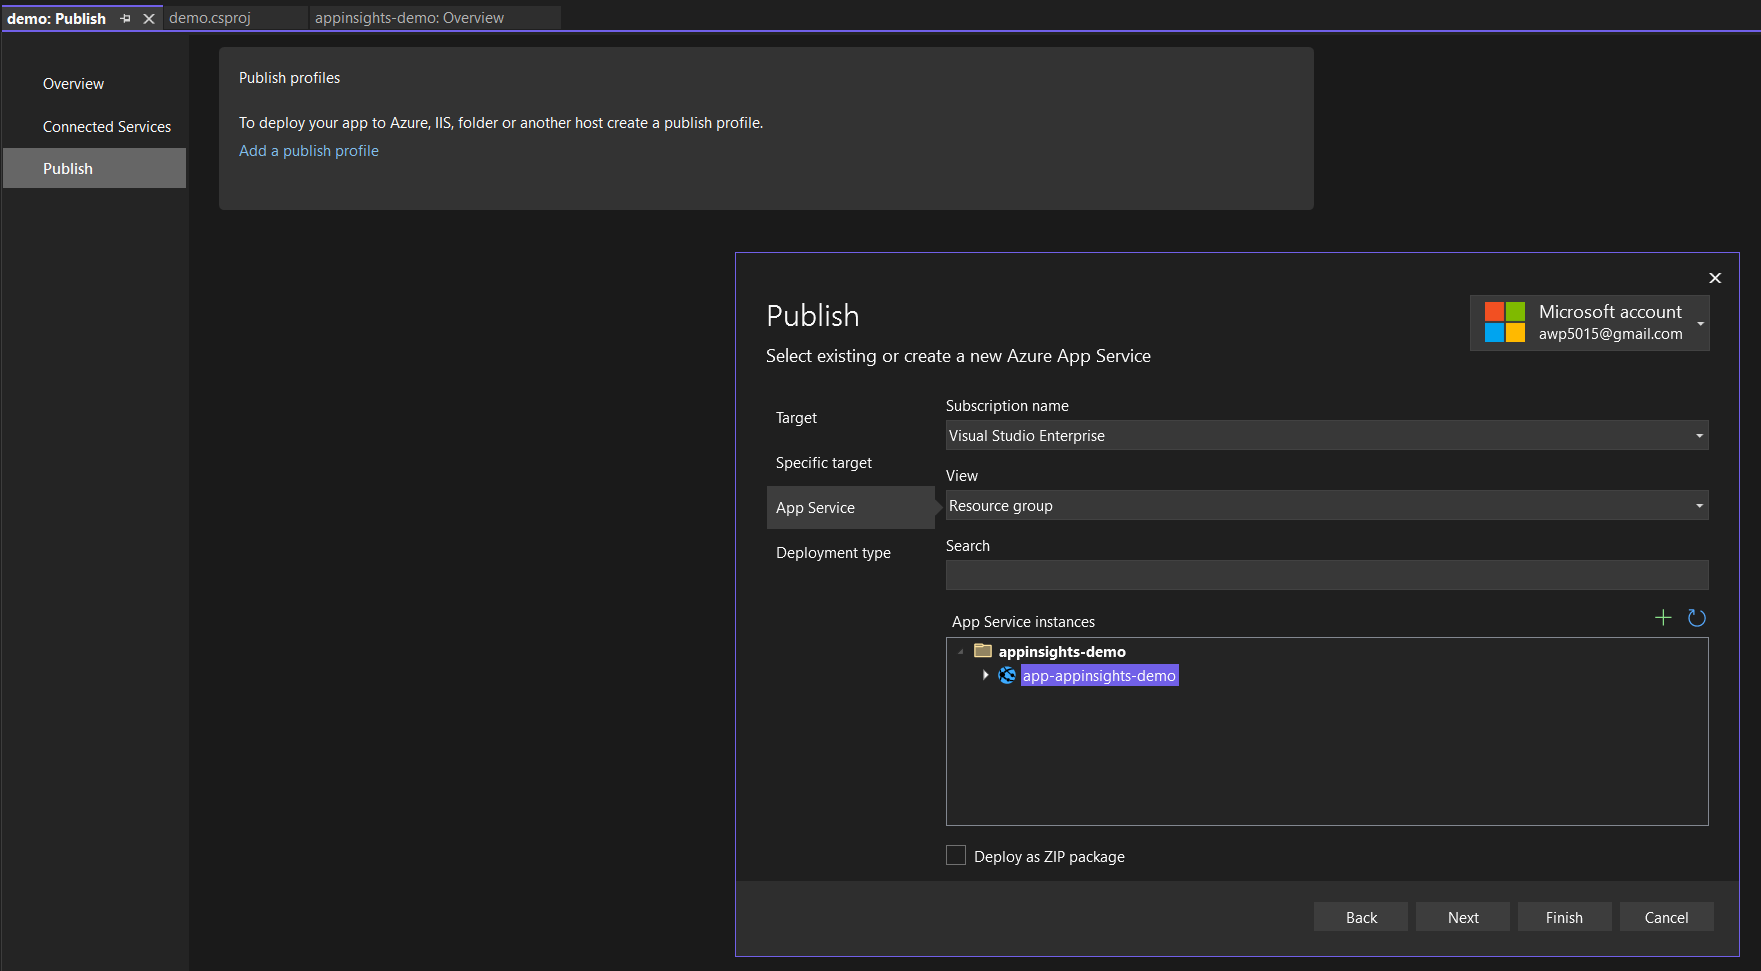 demo: Publish
demo.csproj
appinsights-demo: Overview
Overview
Connected Services
Publish
Publish profiles
To deploy your app to Azure, IIS, folder or another host create a publish profile.
Add a publish profile
Publish
Select existing or create a new Azure App Service
Microsoft account
awp5015@gmail.com
Target
Specific target
App Service
Deployment type
Subscription name
Visual Studio Enterprise
View
Resource group
Search
App Service instances
appinsights-demo
app-appinsights-demo
Deploy as ZIP package
Back
Next
Finish
Cancel